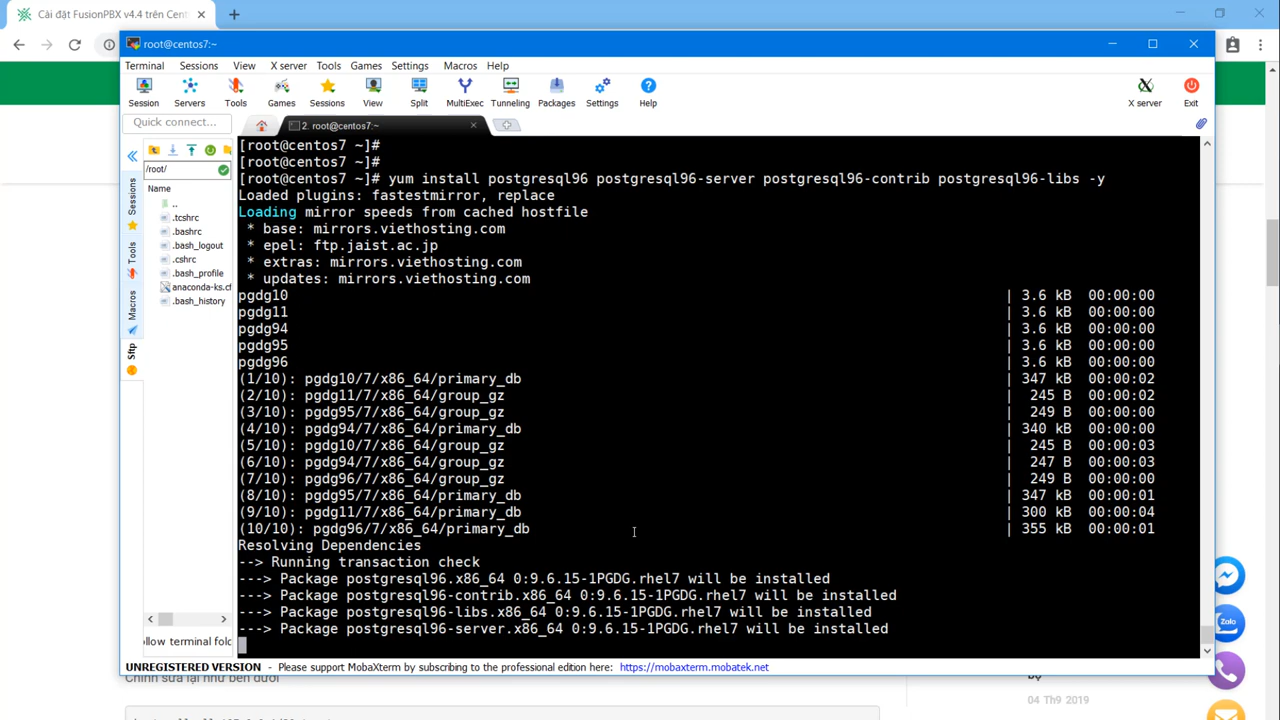 Cài đặt FusionPBX v4.4 trên Cent
root@centos7:~
Terminal Sessions View X server Tools Games Settings Macros Help
Session Servers Tools Games Sessions View Split MultiExec Tunneling Packages Settings Help X server Exit
Quick connect...
2. root@centos7:~
/root/
Name
..
.tcshrc
.bashrc
.bash_logout
.cshrc
.bash_profile
anaconda-ks.cf
.bash_history
Sessions
Tools
Macros
Sftp
ollow terminal fold
[root@centos7 ~]#
[root@centos7 ~]#
[root@centos7 ~]# yum install postgresql96 postgresql96-server postgresql96-contrib postgresql96-libs -y
Loaded plugins: fastestmirror, replace
Loading mirror speeds from cached hostfile
* base: mirrors.viethosting.com
* epel: ftp.jaist.ac.jp
* extras: mirrors.viethosting.com
* updates: mirrors.viethosting.com
pgdg10 | 3.6 kB 00:00:00
pgdg11 | 3.6 kB 00:00:00
pgdg94 | 3.6 kB 00:00:00
pgdg95 | 3.6 kB 00:00:00
pgdg96 | 3.6 kB 00:00:00
(1/10): pgdg10/7/x86_64/primary_db | 347 kB 00:00:02
(2/10): pgdg11/7/x86_64/group_gz | 245 B 00:00:02
(3/10): pgdg95/7/x86_64/group_gz | 249 B 00:00:00
(4/10): pgdg94/7/x86_64/primary_db | 340 kB 00:00:00
(5/10): pgdg10/7/x86_64/group_gz | 245 B 00:00:03
(6/10): pgdg94/7/x86_64/group_gz | 247 B 00:00:03
(7/10): pgdg96/7/x86_64/group_gz | 249 B 00:00:00
(8/10): pgdg95/7/x86_64/primary_db | 347 kB 00:00:01
(9/10): pgdg11/7/x86_64/primary_db | 300 kB 00:00:04
(10/10): pgdg96/7/x86_64/primary_db | 355 kB 00:00:01
Resolving Dependencies
--> Running transaction check
---> Package postgresql96.x86_64 0:9.6.15-1PGDG.rhel7 will be installed
---> Package postgresql96-contrib.x86_64 0:9.6.15-1PGDG.rhel7 will be installed
---> Package postgresql96-libs.x86_64 0:9.6.15-1PGDG.rhel7 will be installed
---> Package postgresql96-server.x86_64 0:9.6.15-1PGDG.rhel7 will be installed
UNREGISTERED VERSION - Please support MobaXterm by subscribing to the professional edition here: https://mobaxterm.mobatek.net
Chỉnh sửa lại như bên dưới
Zalo
bộ
04 Th9 2019